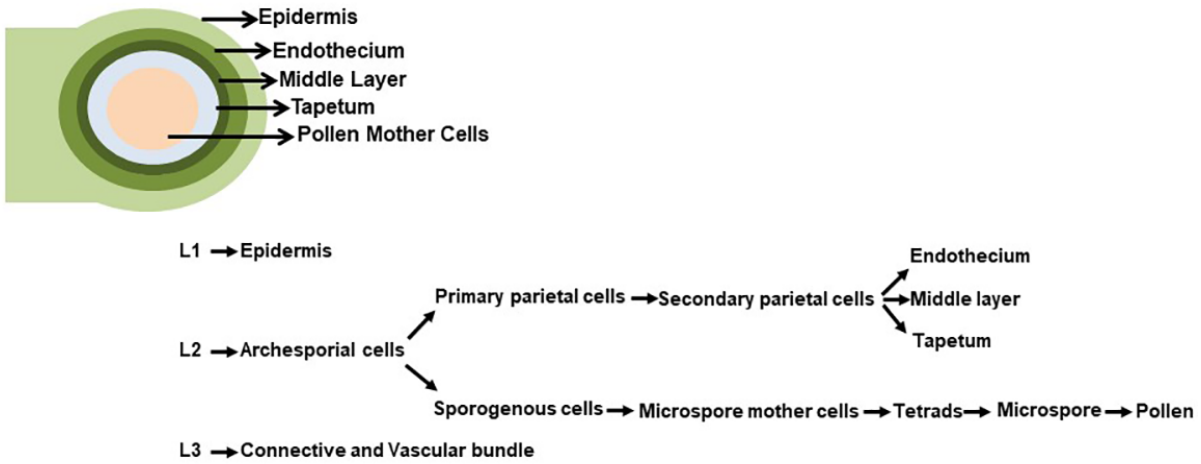 Epidermis
Endothecium
Middle Layer
Tapetum
Pollen Mother Cells
L1 → Epidermis
Endothecium
Primary parietal cells → Secondary parietal cells → Middle layer
Tapetum
L2 → Archesporial cells
Sporogenous cells → Microspore mother cells → Tetrads → Microspore → Pollen
L3 → Connective and Vascular bundle